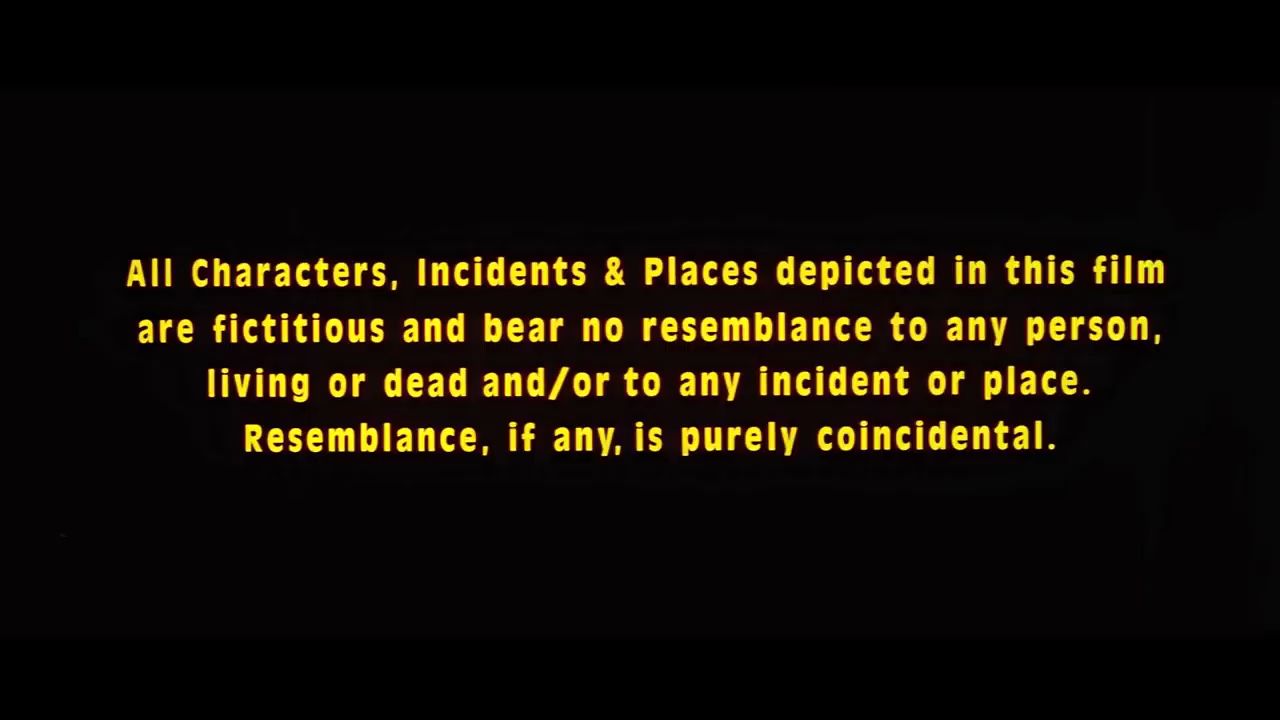 All Characters, Incidents & Places depicted in this film
are fictitious and bear no resemblance to any person,
living or dead and/or to any incident or place.
Resemblance, if any, is purely coincidental.